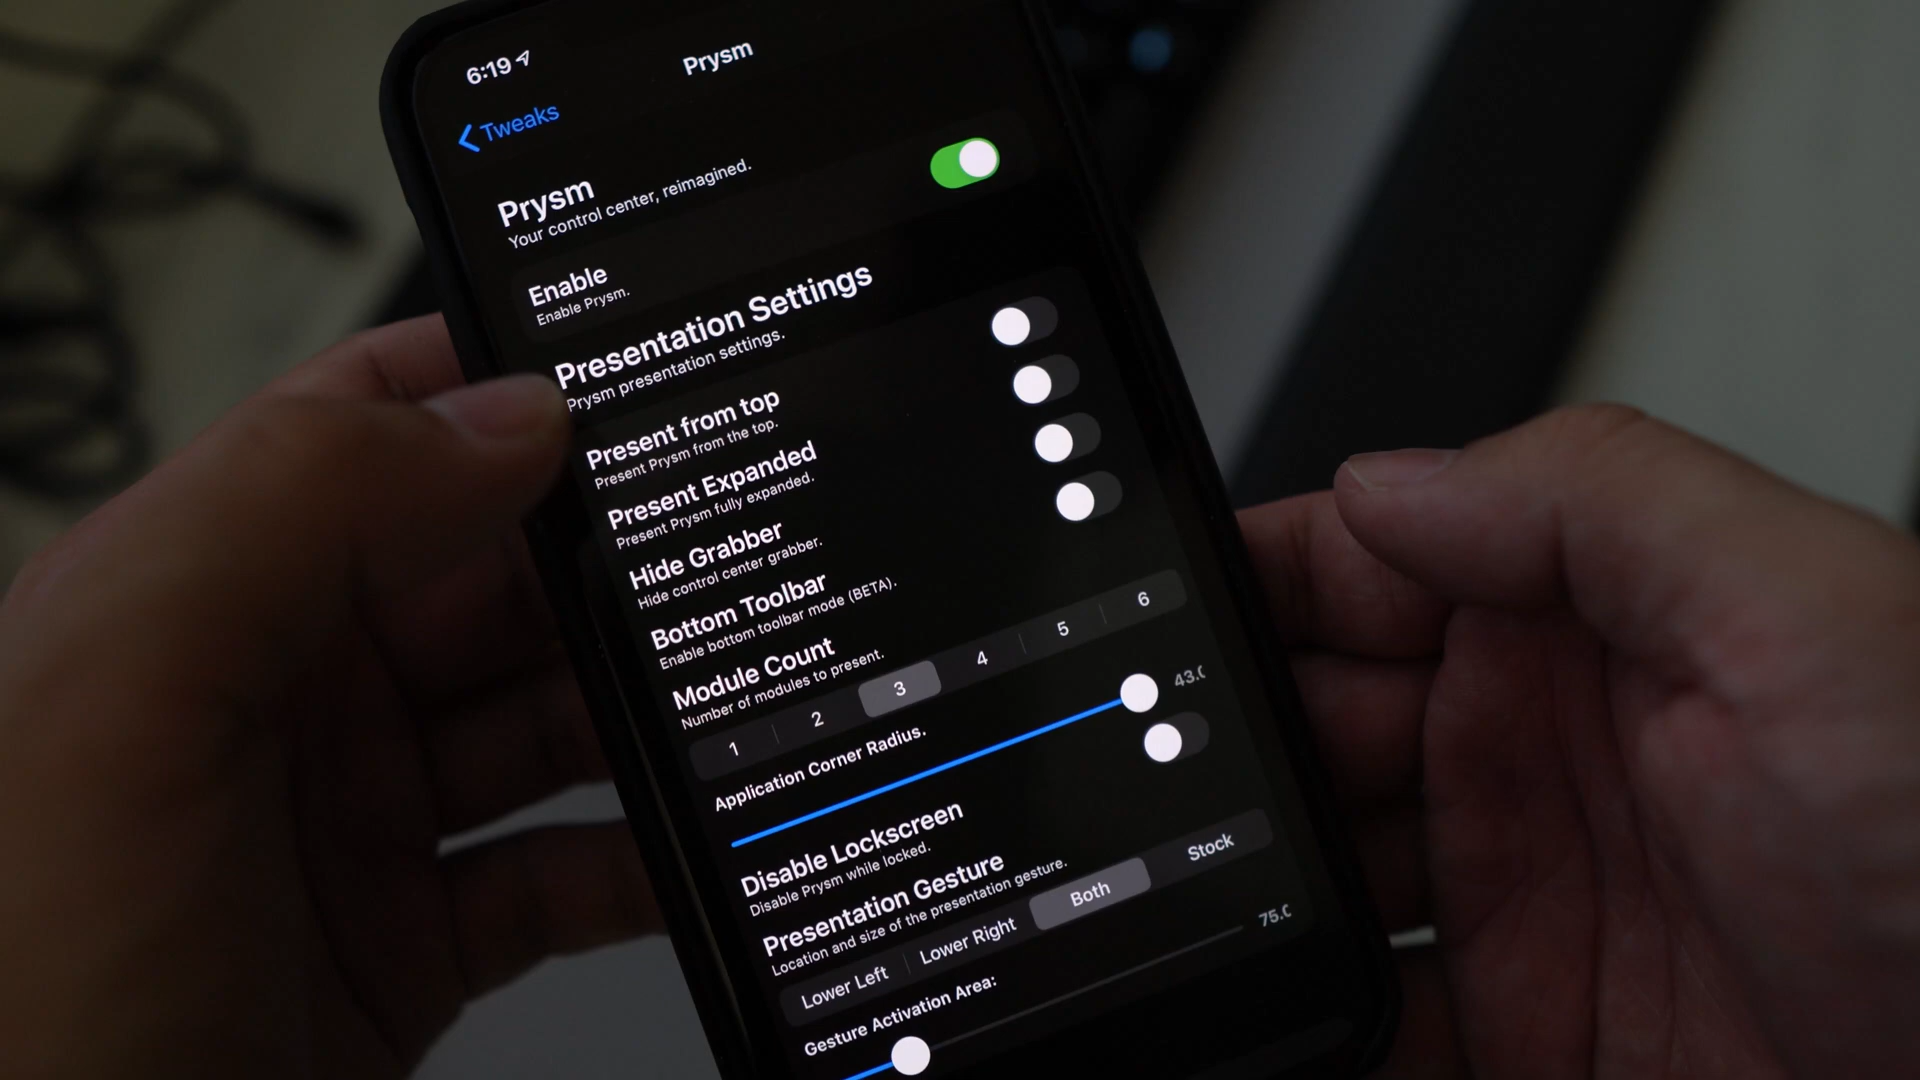 6:19
Prysm
Tweaks
Prysm
Your control center, reimagined.
Enable
Enable Prysm.
Presentation Settings
Prysm presentation settings.
Present from top
Present Prysm from the top.
Present Expanded
Present Prysm fully expanded.
Hide Grabber
Hide control center grabber.
Bottom Toolbar
Enable bottom toolbar mode (BETA).
Module Count
Number of modules to present.
1 2 3 4 5 6
Application Corner Radius.
43.0
Disable Lockscreen
Disable Prysm while locked.
Presentation Gesture
Location and size of the presentation gesture.
Lower Left Lower Right Both Stock
Gesture Activation Area:
75.0